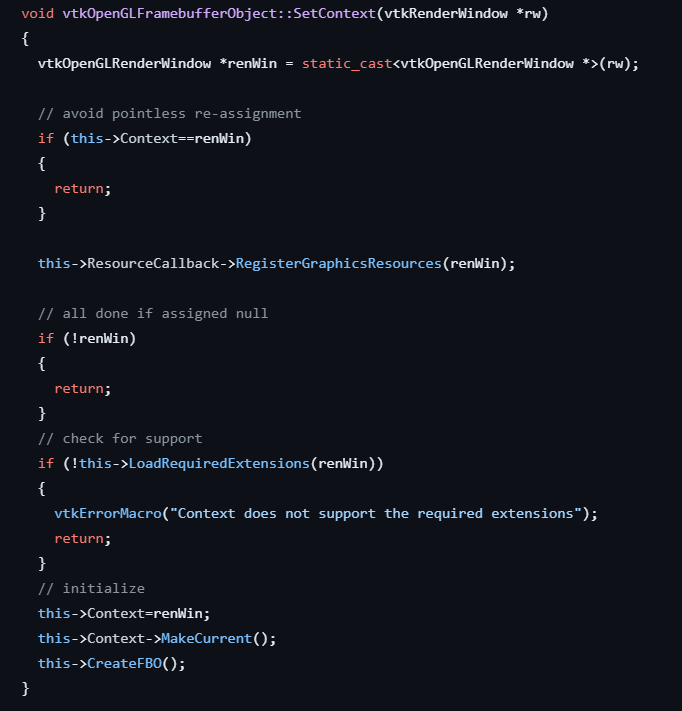 void vtkOpenGLFramebufferObject::SetContext(vtkRenderWindow *rw)
{
  vtkOpenGLRenderWindow *renWin = static_cast<vtkOpenGLRenderWindow *>(rw);

  // avoid pointless re-assignment
  if (this->Context==renWin)
  {
    return;
  }

  this->ResourceCallback->RegisterGraphicsResources(renWin);

  // all done if assigned null
  if (!renWin)
  {
    return;
  }
  // check for support
  if (!this->LoadRequiredExtensions(renWin))
  {
    vtkErrorMacro("Context does not support the required extensions");
    return;
  }
  // initialize
  this->Context=renWin;
  this->Context->MakeCurrent();
  this->CreateFBO();
}